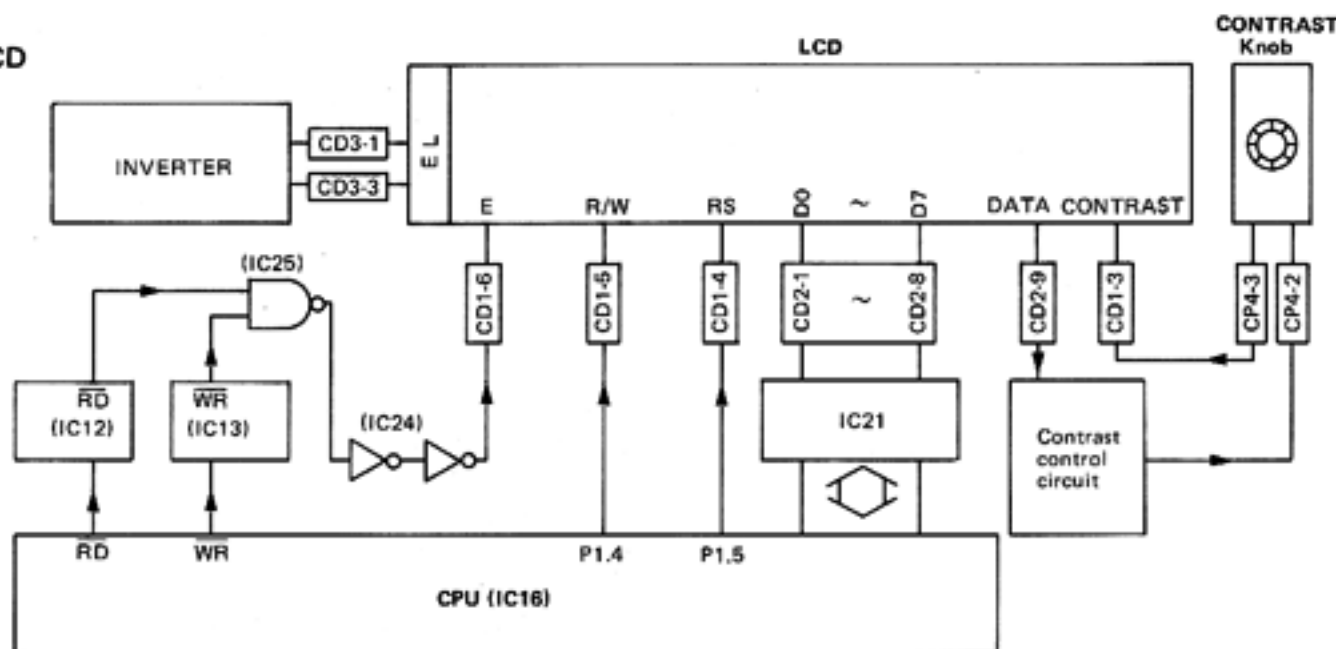 CD
LCD
CONTRAST
Knob
INVERTER
CD3-1
CD3-3
EL
E
R/W
RS
D0
~
D7
DATA
CONTRAST
(IC25)
CD1-6
CD1-5
CD1-4
CD2-1
~
CD2-8
CD2-9
CD1-3
CP4-3
CP4-2
RD
(IC12)
WR
(IC13)
(IC24)
IC21
Contrast
control
circuit
RD
WR
P1.4
P1.5
CPU (IC16)